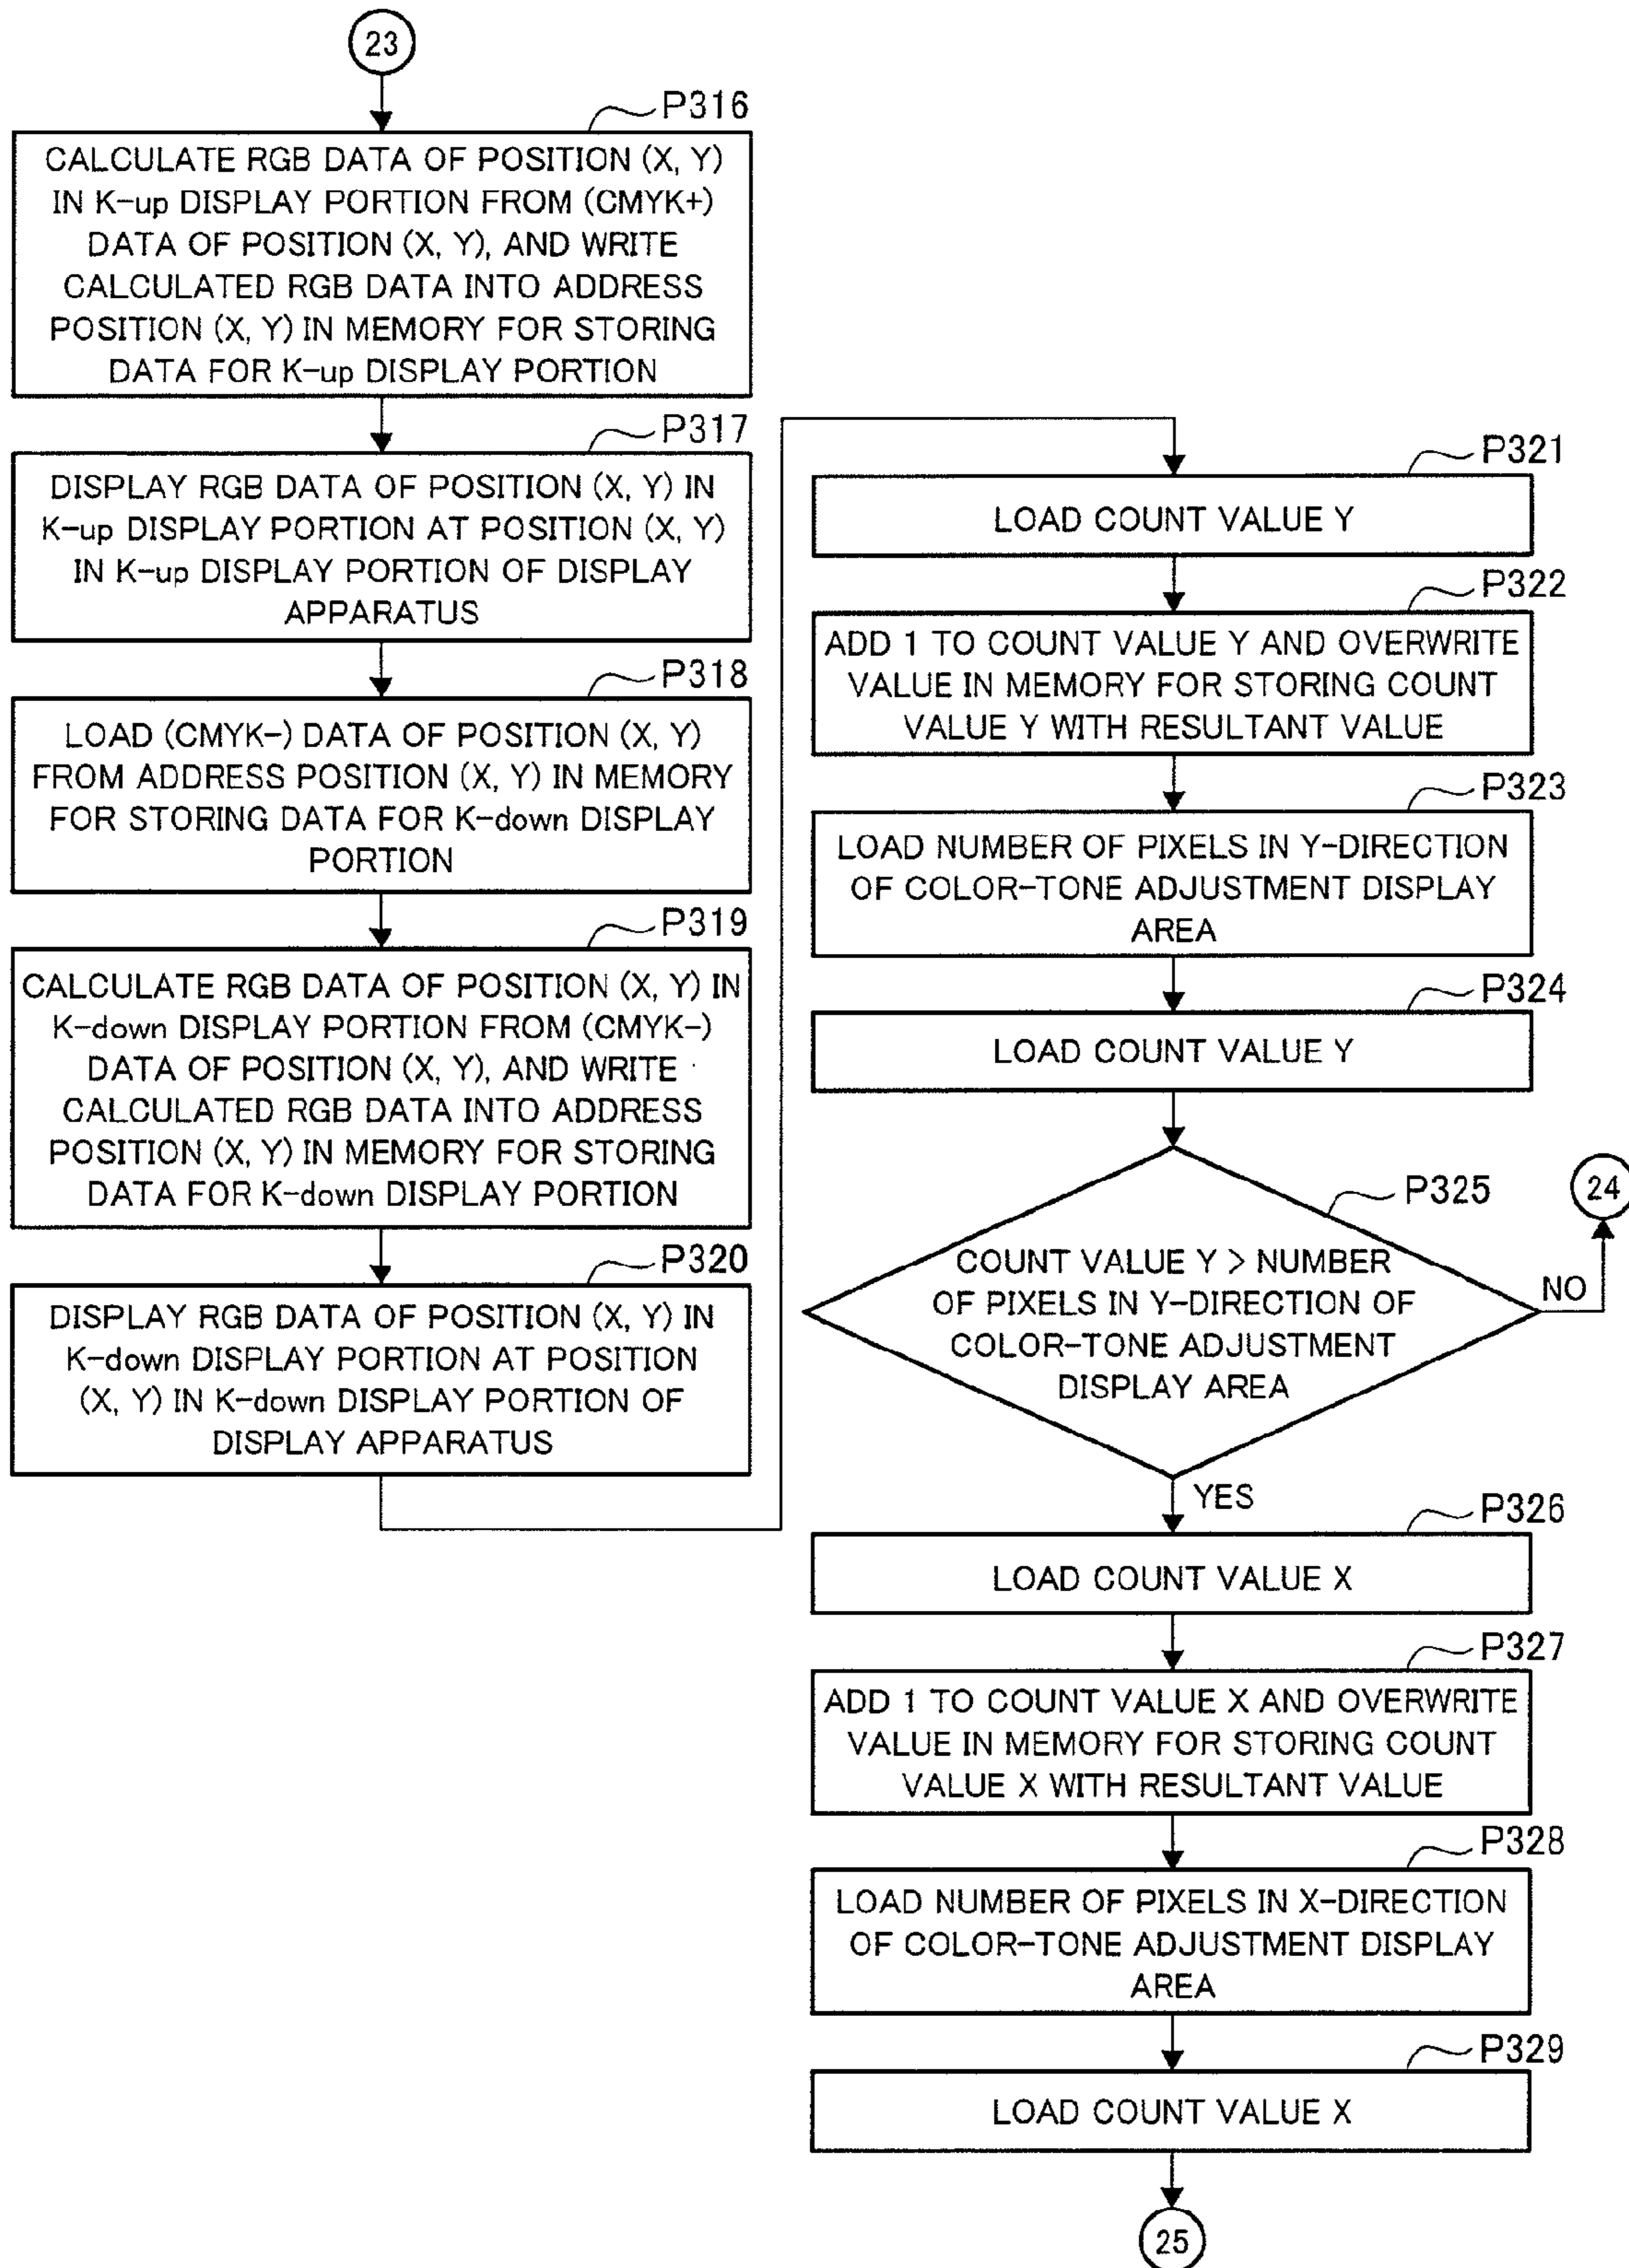 23
P316
CALCULATE RGB DATA OF POSITION (X, Y)
IN K-up DISPLAY PORTION FROM (CMYK+)
DATA OF POSITION (X, Y), AND WRITE
CALCULATED RGB DATA INTO ADDRESS
POSITION (X, Y) IN MEMORY FOR STORING
DATA FOR K-up DISPLAY PORTION
P317
DISPLAY RGB DATA OF POSITION (X, Y) IN
K-up DISPLAY PORTION AT POSITION (X, Y)
IN K-up DISPLAY PORTION OF DISPLAY
APPARATUS
P318
LOAD (CMYK-) DATA OF POSITION (X, Y)
FROM ADDRESS POSITION (X, Y) IN MEMORY
FOR STORING DATA FOR K-down DISPLAY
PORTION
P319
CALCULATE RGB DATA OF POSITION (X, Y) IN
K-down DISPLAY PORTION FROM (CMYK-)
DATA OF POSITION (X, Y), AND WRITE
CALCULATED RGB DATA INTO ADDRESS
POSITION (X, Y) IN MEMORY FOR STORING
DATA FOR K-down DISPLAY PORTION
P320
DISPLAY RGB DATA OF POSITION (X, Y) IN
K-down DISPLAY PORTION AT POSITION
(X, Y) IN K-down DISPLAY PORTION OF
DISPLAY APPARATUS
P321
LOAD COUNT VALUE Y
P322
ADD 1 TO COUNT VALUE Y AND OVERWRITE
VALUE IN MEMORY FOR STORING COUNT
VALUE Y WITH RESULTANT VALUE
P323
LOAD NUMBER OF PIXELS IN Y-DIRECTION
OF COLOR-TONE ADJUSTMENT DISPLAY
AREA
P324
LOAD COUNT VALUE Y
P325
COUNT VALUE Y > NUMBER
OF PIXELS IN Y-DIRECTION OF
COLOR-TONE ADJUSTMENT
DISPLAY AREA
NO
24
YES
P326
LOAD COUNT VALUE X
P327
ADD 1 TO COUNT VALUE X AND OVERWRITE
VALUE IN MEMORY FOR STORING COUNT
VALUE X WITH RESULTANT VALUE
P328
LOAD NUMBER OF PIXELS IN X-DIRECTION
OF COLOR-TONE ADJUSTMENT DISPLAY
AREA
P329
LOAD COUNT VALUE X
25